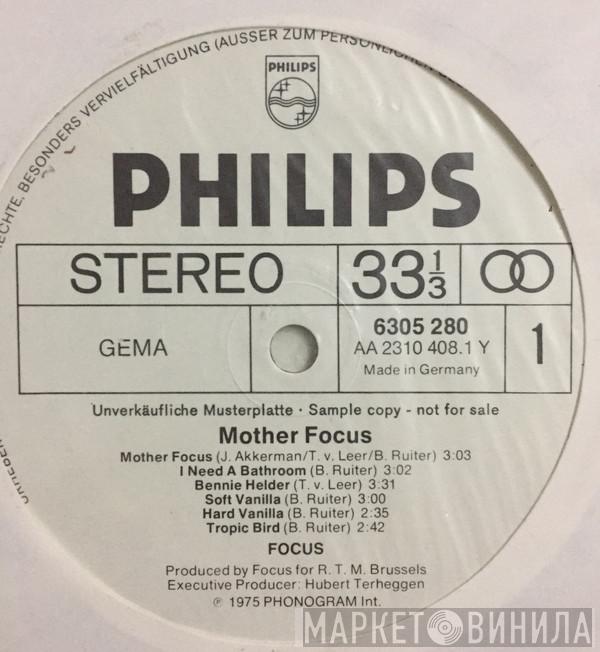 ECHTE, BESONDERS VERVIELFÄLTIGUNG (AUSSER ZUM PERSÖNLICHEN
PHILIPS
PHILIPS
STEREO
33 1/3
GEMA
6305 280
AA 2310 408.1 Y
Made in Germany
1
Unverkäufliche Musterplatte · Sample copy - not for sale
Mother Focus
Mother Focus (J. Akkerman/T. v. Leer/B. Ruiter) 3:03
I Need A Bathroom (B. Ruiter) 3:02
Bennie Helder (T. v. Leer) 3:31
Soft Vanilla (B. Ruiter) 3:00
Hard Vanilla (B. Ruiter) 2:35
Tropic Bird (B. Ruiter) 2:42
FOCUS
Produced by Focus for R. T. M. Brussels
Executive Producer: Hubert Terheggen
℗ 1975 PHONOGRAM Int.
МАРКЕТ ВИНИЛА